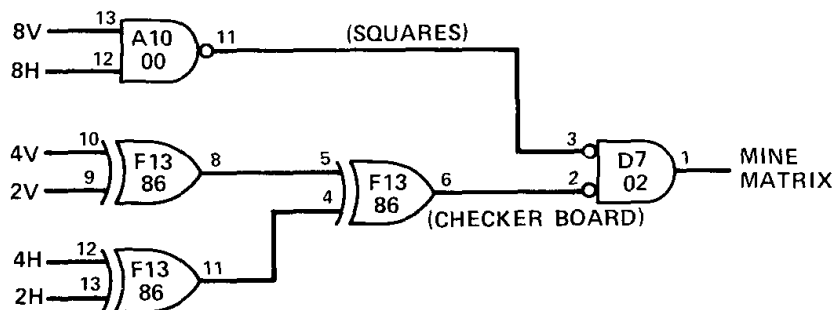 8V 13
8H 12
A10
00
11
(SQUARES)
4V 10
2V 9
F13
86
8
4H 12
2H 13
F13
86
11
5
4
F13
86
6
(CHECKER BOARD)
3
2
D7
02
1
MINE
MATRIX